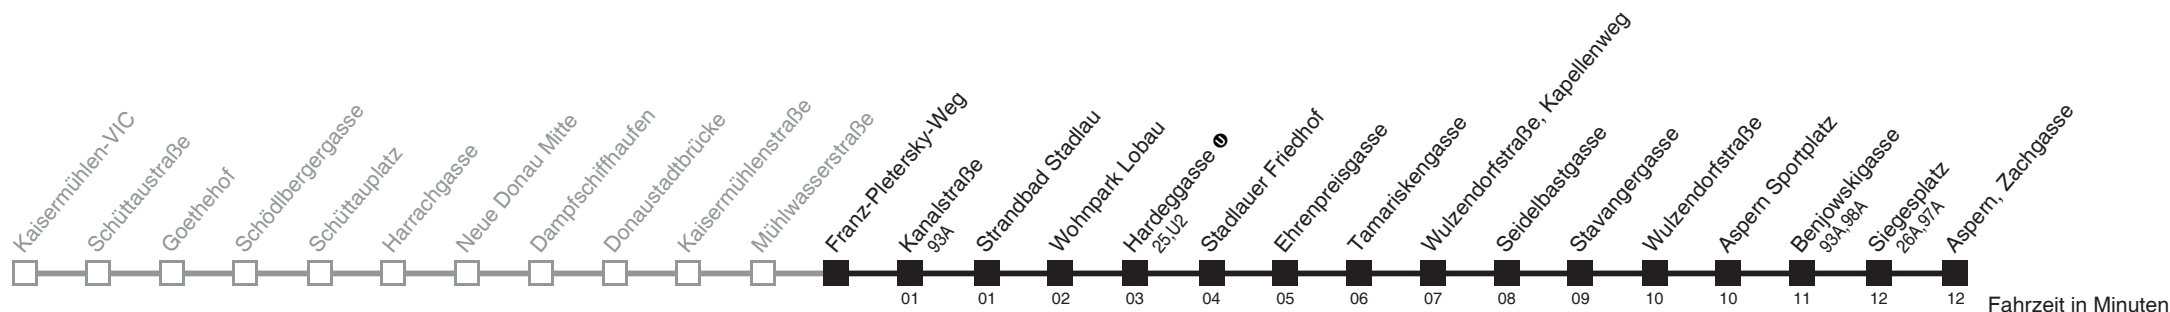 Kaisermühlen-VIC
Schüttaustraße
Goethehof
Schödlbergergasse
Schüttauplatz
Harrachgasse
Neue Donau Mitte
Dampfschiffhaufen
Donaustadtbrücke
Kaisermühlenstraße
Mühlwasserstraße
Franz-Pletersky-Weg
Kanalstraße
93A
Strandbad Stadlau
Wohnpark Lobau
Hardeggasse U
25,U2
Stadlauer Friedhof
Ehrenpreisgasse
Tamariskengasse
Wulzendorfstraße, Kapellenweg
Seidelbastgasse
Stavangergasse
Wulzendorfstraße
Aspern Sportplatz
Benjowskigasse
93A,98A
Siegesplatz
26A,97A
Aspern, Zachgasse
01 01 02 03 04 05 06 07 08 09 10 10 11 12 12
Fahrzeit in Minuten